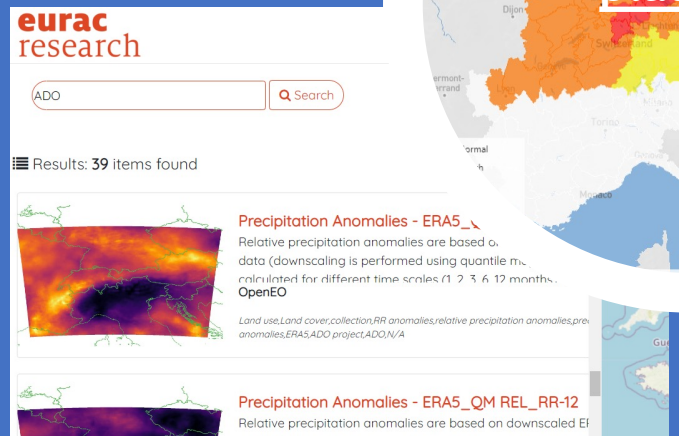 eurac
research
ADO
Search
Results: 39 items found
Precipitation Anomalies - ERA5_
Relative precipitation anomalies are based
data (downscaling is performed using quantile
calculated for different time scales (1, 2, 3, 6, 12 months,
OpenEO
Land use,Land cover,collection,RR anomalies,relative precipitation anomalies,
anomalies,ERA5,ADO project,ADO,N/A
Precipitation Anomalies - ERA5_QM REL_RR-12
Relative precipitation anomalies are based on downscaled
Dijon
Switzerland
Lyon
Torino
Monaco